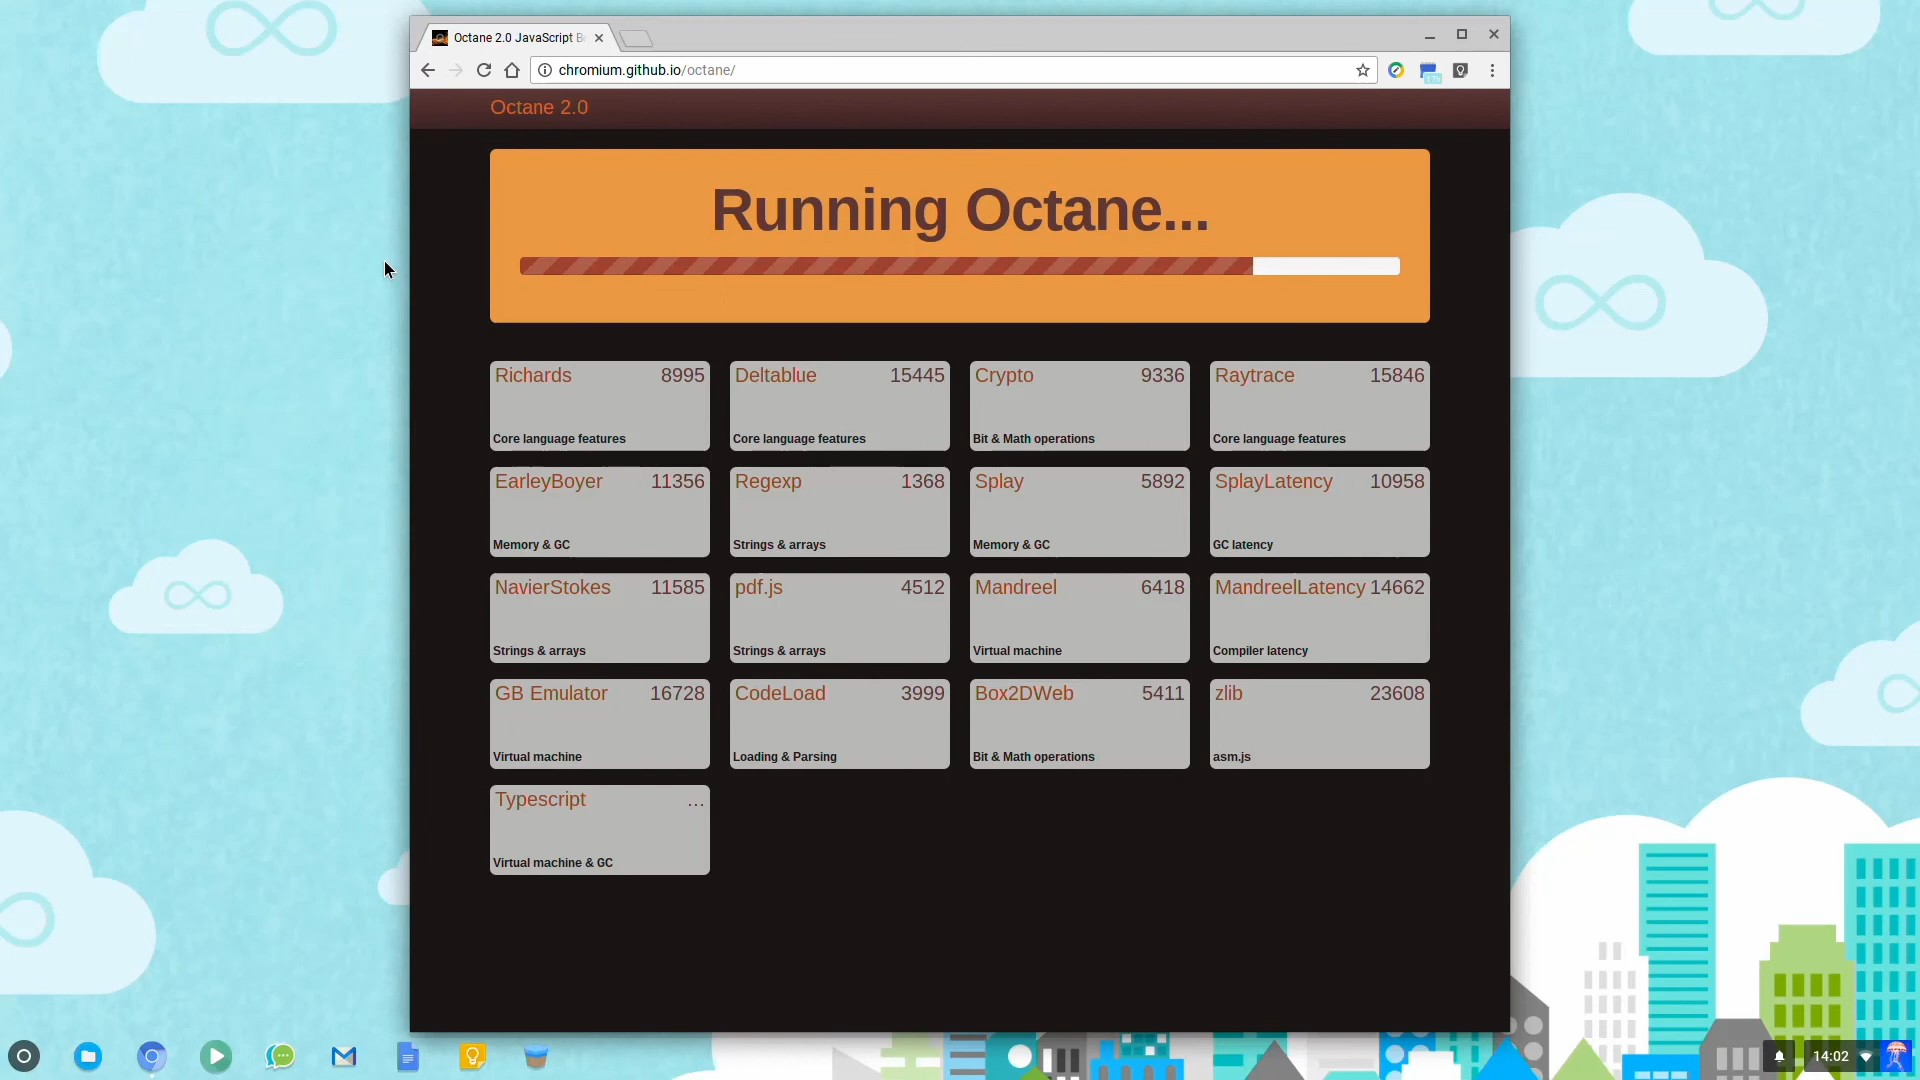 Octane 2.0 JavaScript B
chromium.github.io/octane/
Octane 2.0
Running Octane...
Richards 8995
Core language features
Deltablue 15445
Core language features
Crypto 9336
Bit & Math operations
Raytrace 15846
Core language features
EarleyBoyer 11356
Memory & GC
Regexp 1368
Strings & arrays
Splay 5892
Memory & GC
SplayLatency 10958
GC latency
NavierStokes 11585
Strings & arrays
pdf.js 4512
Strings & arrays
Mandreel 6418
Virtual machine
MandreelLatency 14662
Compiler latency
GB Emulator 16728
Virtual machine
CodeLoad 3999
Loading & Parsing
Box2DWeb 5411
Bit & Math operations
zlib 23608
asm.js
Typescript ...
Virtual machine & GC
14:02